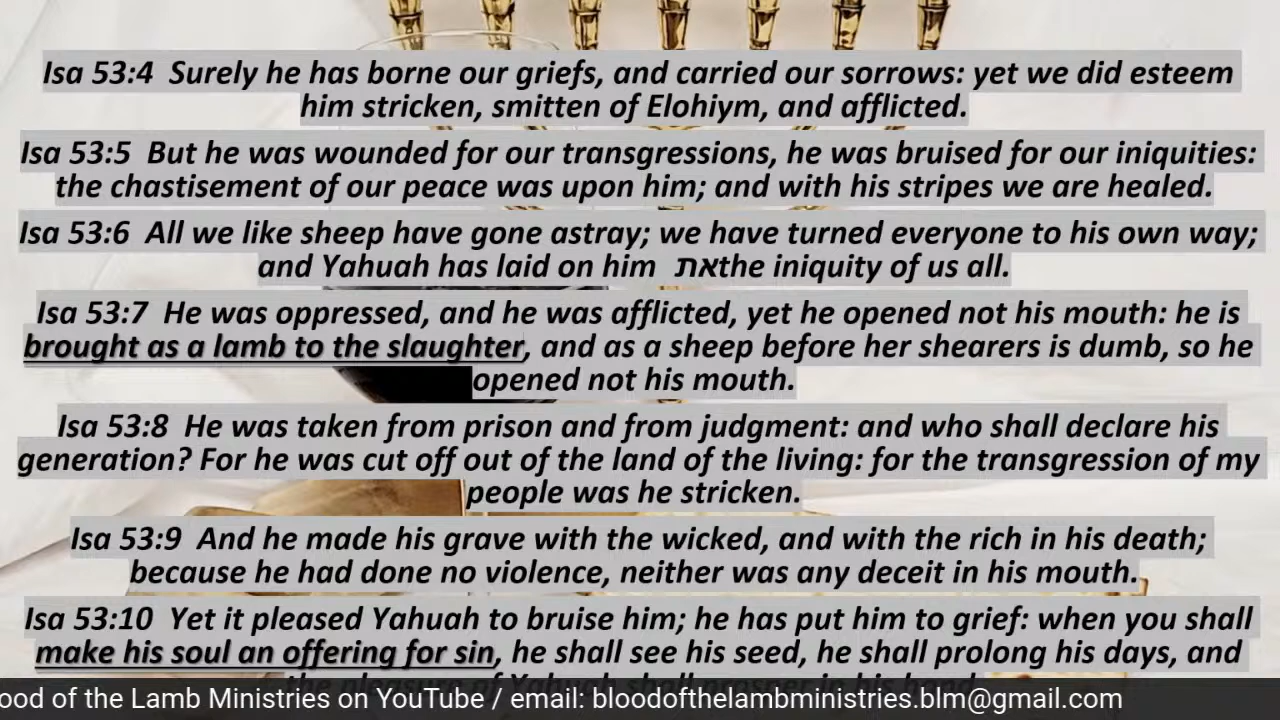 Isa 53:4 Surely he has borne our griefs, and carried our sorrows: yet we did esteem
him stricken, smitten of Elohiym, and afflicted.
Isa 53:5 But he was wounded for our transgressions, he was bruised for our iniquities:
the chastisement of our peace was upon him; and with his stripes we are healed.
Isa 53:6 All we like sheep have gone astray; we have turned everyone to his own way;
and Yahuah has laid on him את the iniquity of us all.
Isa 53:7 He was oppressed, and he was afflicted, yet he opened not his mouth: he is
brought as a lamb to the slaughter, and as a sheep before her shearers is dumb, so he
opened not his mouth.
Isa 53:8 He was taken from prison and from judgment: and who shall declare his
generation? For he was cut off out of the land of the living: for the transgression of my
people was he stricken.
Isa 53:9 And he made his grave with the wicked, and with the rich in his death;
because he had done no violence, neither was any deceit in his mouth.
Isa 53:10 Yet it pleased Yahuah to bruise him; he has put him to grief: when you shall
make his soul an offering for sin, he shall see his seed, he shall prolong his days, and
the pleasure of Yahuah shall prosper in his hand.
ood of the Lamb Ministries on YouTube / email: bloodofthelambministries.blm@gmail.com